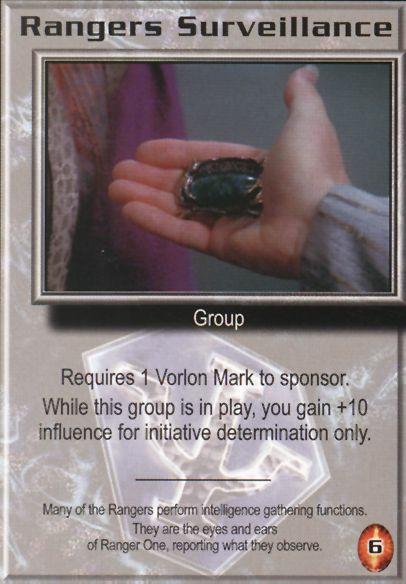 Rangers Surveillance
Group
Requires 1 Vorlon Mark to sponsor.
While this group is in play, you gain +10
influence for initiative determination only.
Many of the Rangers perform intelligence gathering functions.
They are the eyes and ears
of Ranger One, reporting what they observe.
6